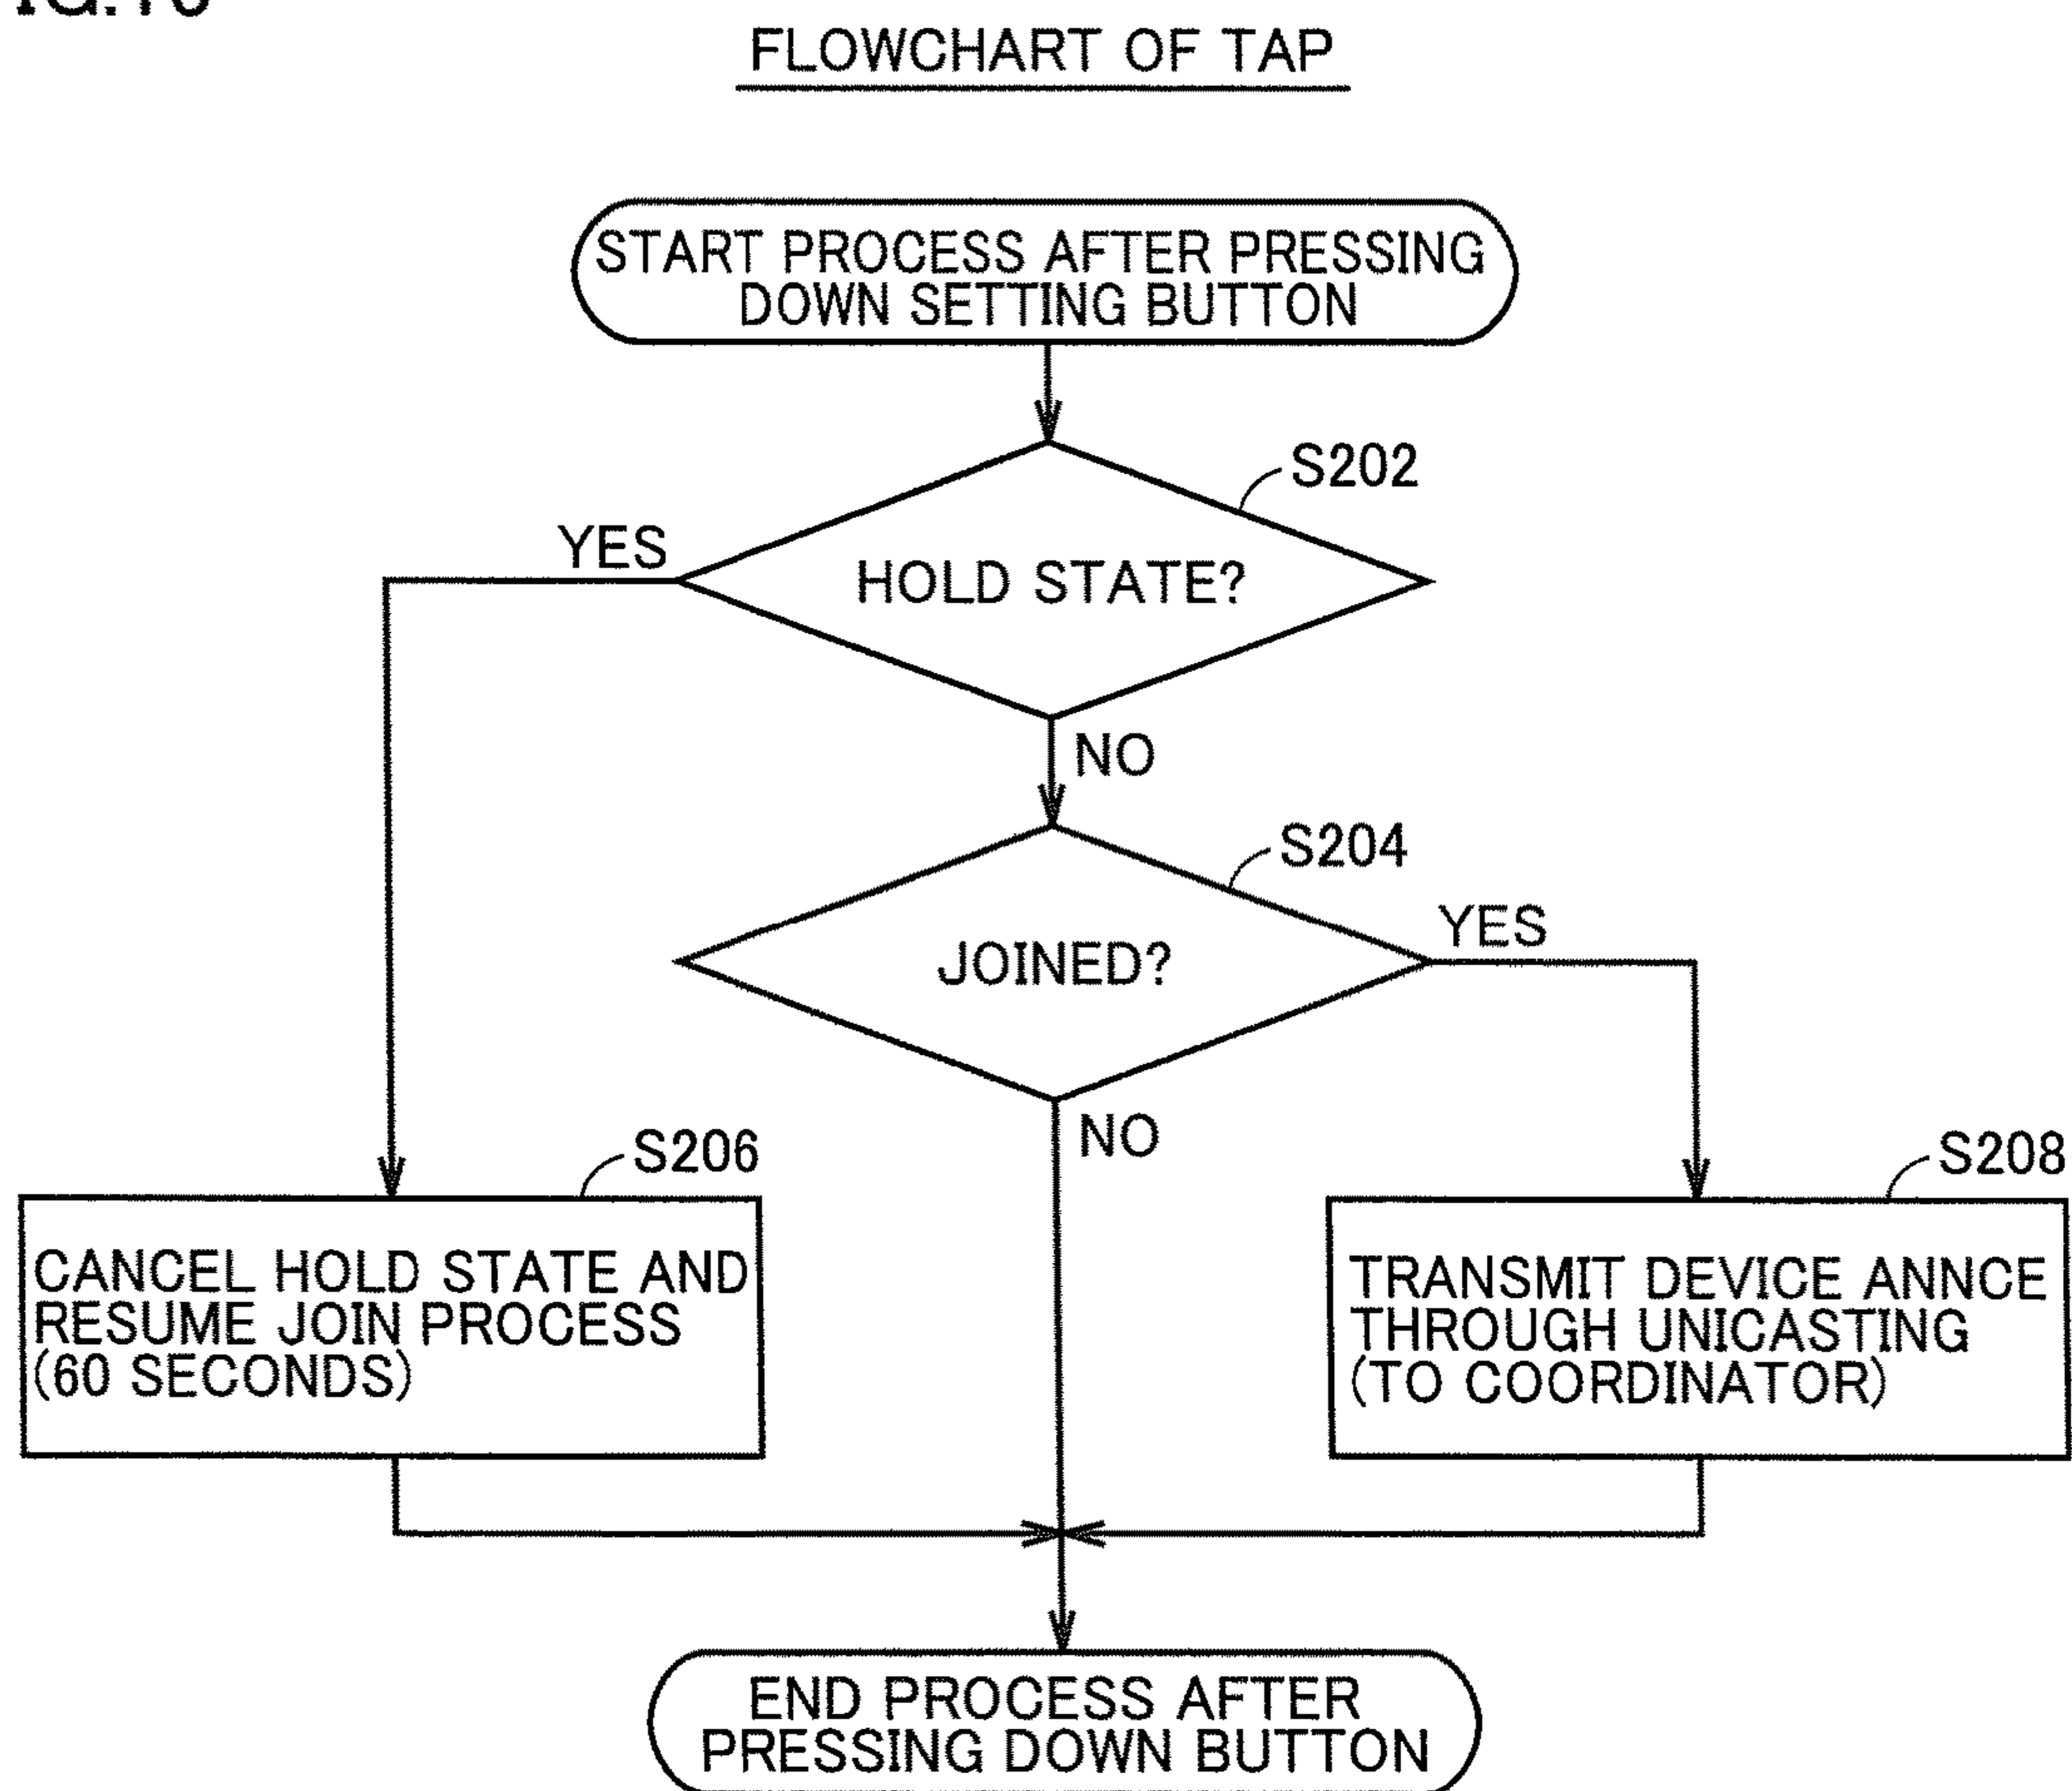 FLOWCHART OF TAP
START PROCESS AFTER PRESSING
DOWN SETTING BUTTON
S202
YES
HOLD STATE?
NO
S204
YES
JOINED?
NO
S206
S208
CANCEL HOLD STATE AND
RESUME JOIN PROCESS
(60 SECONDS)
TRANSMIT DEVICE ANNCE
THROUGH UNICASTING
(TO COORDINATOR)
END PROCESS AFTER
PRESSING DOWN BUTTON